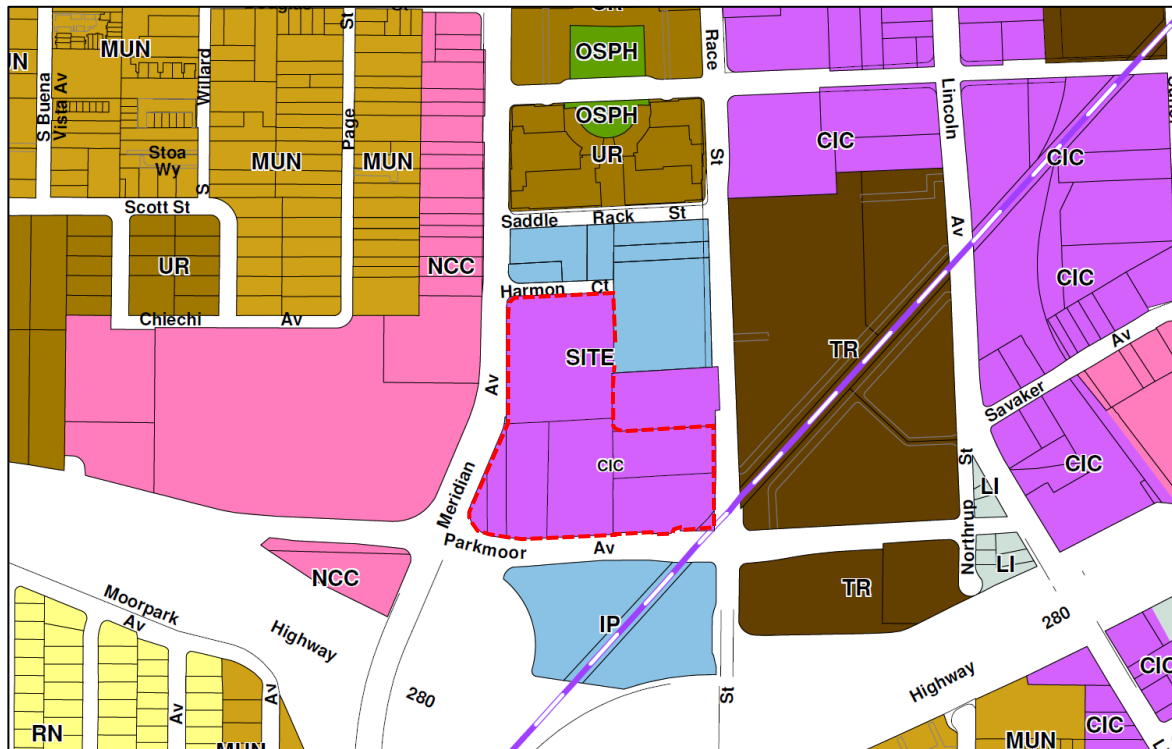 St
MUN
UN
S Buena
Vista Av
Willard
S
Page
OSPH
OSPH
UR
Race
St
Lincoln
Av
CIC
CIC
Stoa
Wy
MUN
MUN
Scott St
Saddle Rack St
UR
NCC
Harmon Ct
CIC
Chiechi Av
SITE
TR
Av
Av
Savaker
CIC
CIC
Meridian
St
Northrup
LI
Parkmoor Av
NCC
LI
TR
Moorpark
Av
IP
280
Highway
280
Highway
St
Av
Av
RN
MUN
MUN
CIC
CIC